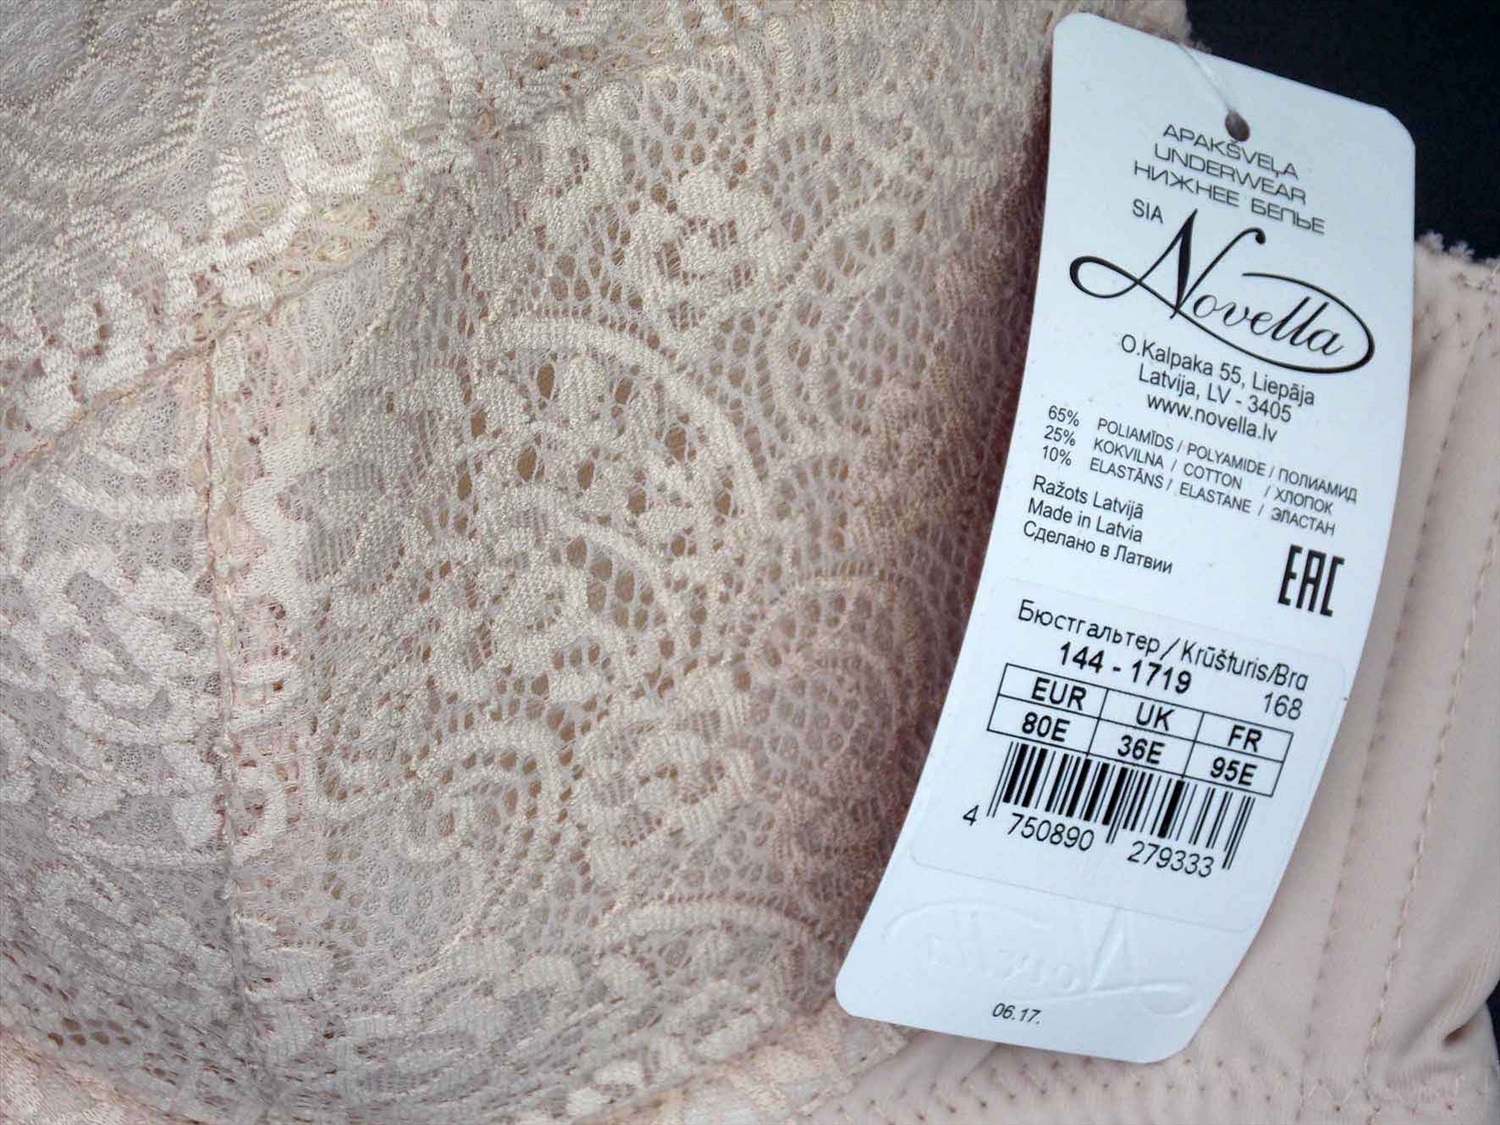 APAKŠVEĻA
UNDERWEAR
НИЖНЕЕ БЕЛЬЕ
SIA Novella
O.Kalpaka 55, Liepāja
Latvija, LV - 3405
www.novella.lv
65% POLIAMĪDS / POLYAMIDE / ПОЛИАМИД
25% KOKVILNA / COTTON / ХЛОПОК
10% ELASTĀNS / ELASTANE / ЭЛАСТАН
Ražots Latvijā
Made in Latvia
Сделано в Латвии
EAC
Бюстгальтер / Krūšturis/Bra
144 - 1719 168
EUR UK FR
80E 36E 95E
4 750890 279333
Novella
06.17.